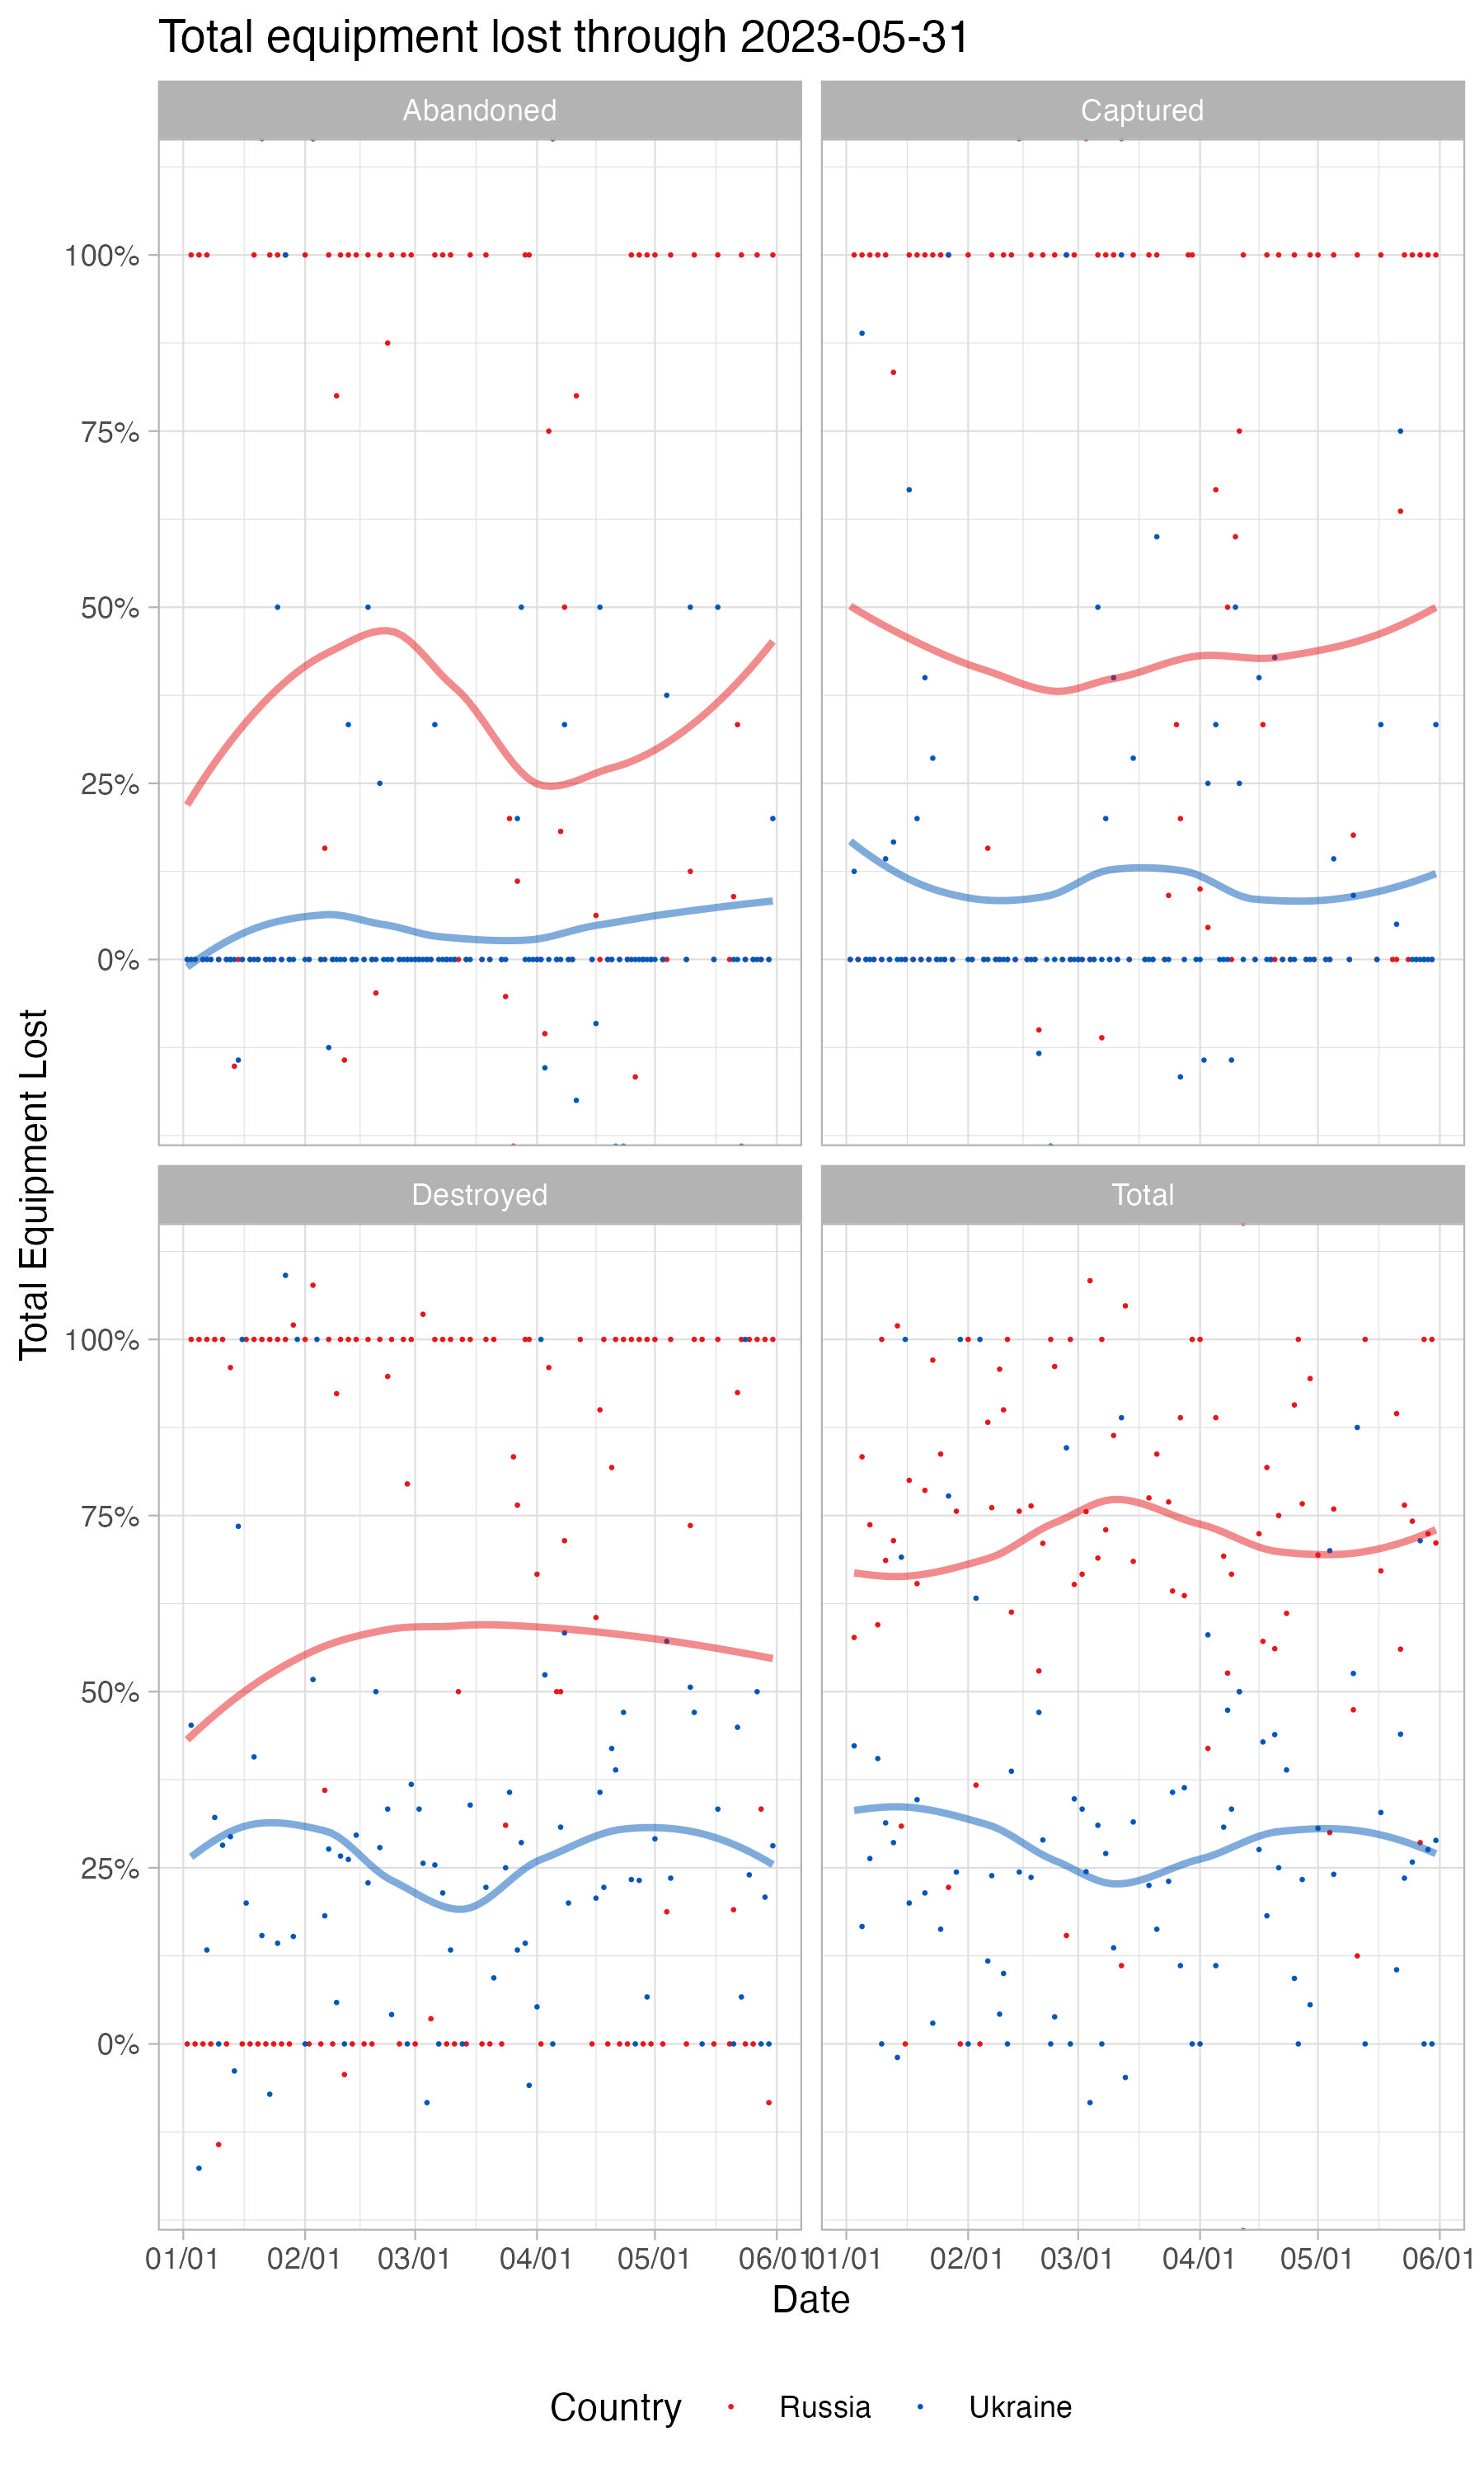 Total equipment lost through 2023-05-31
Abandoned
Captured
100%
75%
50%
25%
0%
Total Equipment Lost
Destroyed
Total
100%
75%
50%
25%
0%
01/01 02/01 03/01 04/01 05/01 06/01 01/01 02/01 03/01 04/01 05/01 06/01
Date
Country Russia Ukraine